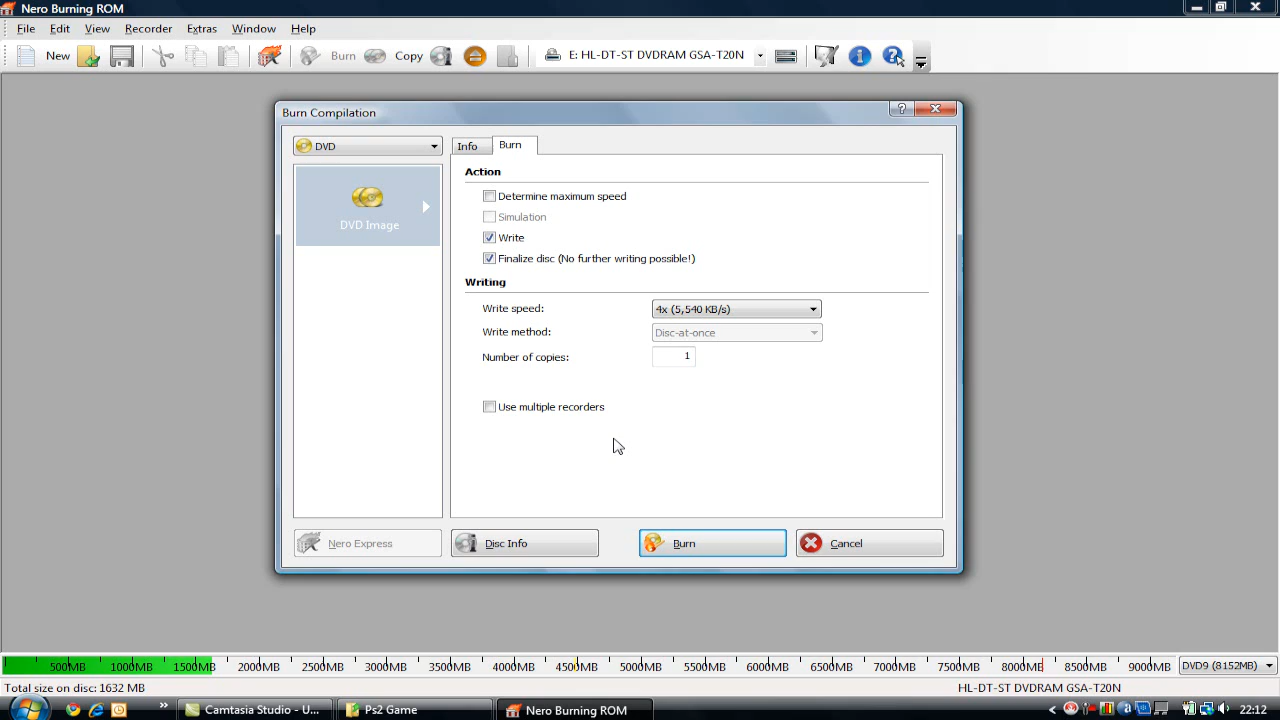 Nero Burning ROM
File Edit View Recorder Extras Window Help
New Burn Copy E: HL-DT-ST DVDRAM GSA-T20N
Burn Compilation
DVD
Info Burn
DVD Image
Action
Determine maximum speed
Simulation
Write
Finalize disc (No further writing possible!)
Writing
Write speed: 4x (5,540 KB/s)
Write method: Disc-at-once
Number of copies: 1
Use multiple recorders
Nero Express Disc Info Burn Cancel
500MB 1000MB 1500MB 2000MB 2500MB 3000MB 3500MB 4000MB 4500MB 5000MB 5500MB 6000MB 6500MB 7000MB 7500MB 8000MB 8500MB 9000MB DVD9 (8152MB)
Total size on disc: 1632 MB HL-DT-ST DVDRAM GSA-T20N
Camtasia Studio - U... Ps2 Game Nero Burning ROM 22:12